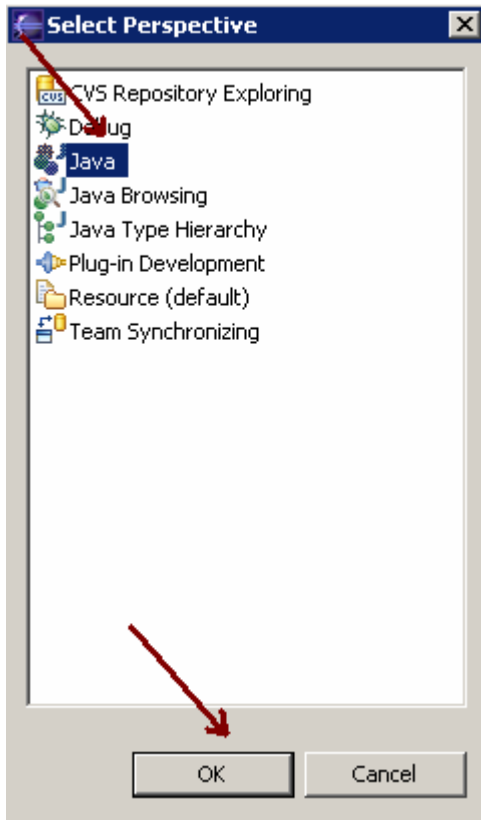 Select Perspective
CVS Repository Exploring
Debug
Java
Java Browsing
Java Type Hierarchy
Plug-in Development
Resource (default)
Team Synchronizing
OK Cancel